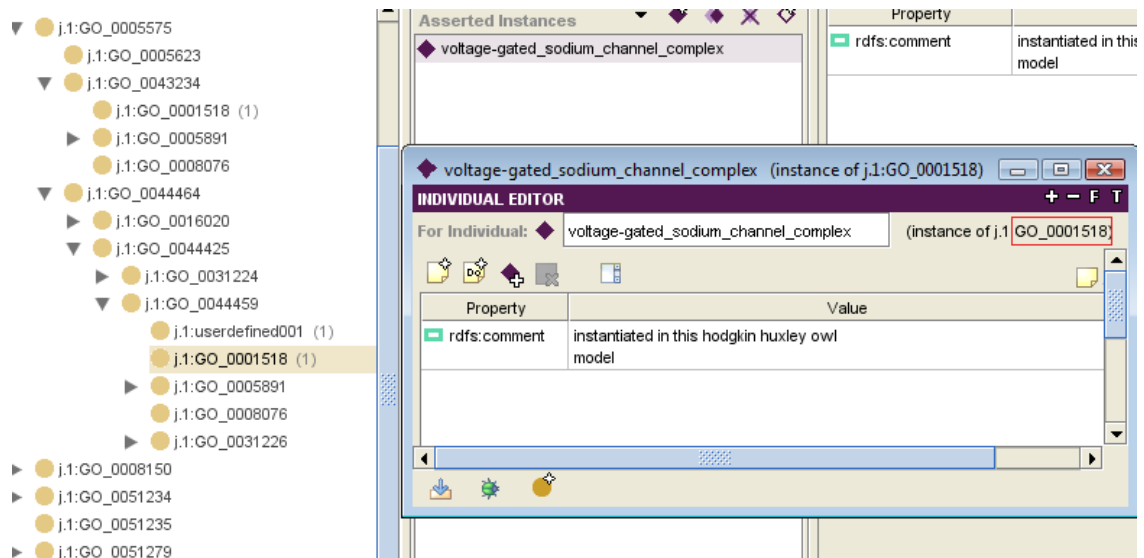 j.1:GO_0005575
j.1:GO_0005623
j.1:GO_0043234
j.1:GO_0001518 (1)
j.1:GO_0005891
j.1:GO_0008076
j.1:GO_0044464
j.1:GO_0016020
j.1:GO_0044425
j.1:GO_0031224
j.1:GO_0044459
j.1:userdefined001 (1)
j.1:GO_0001518 (1)
j.1:GO_0005891
j.1:GO_0008076
j.1:GO_0031226
j.1:GO_0008150
j.1:GO_0051234
j.1:GO_0051235
j.1:GO_0051279
Asserted Instances
voltage-gated_sodium_channel_complex
Property
rdfs:comment
instantiated in this
model
voltage-gated_sodium_channel_complex (instance of j.1:GO_0001518)
INDIVIDUAL EDITOR + − F T
For Individual: voltage-gated_sodium_channel_complex (instance of j.1 GO_0001518)
Property Value
rdfs:comment instantiated in this hodgkin huxley owl
model